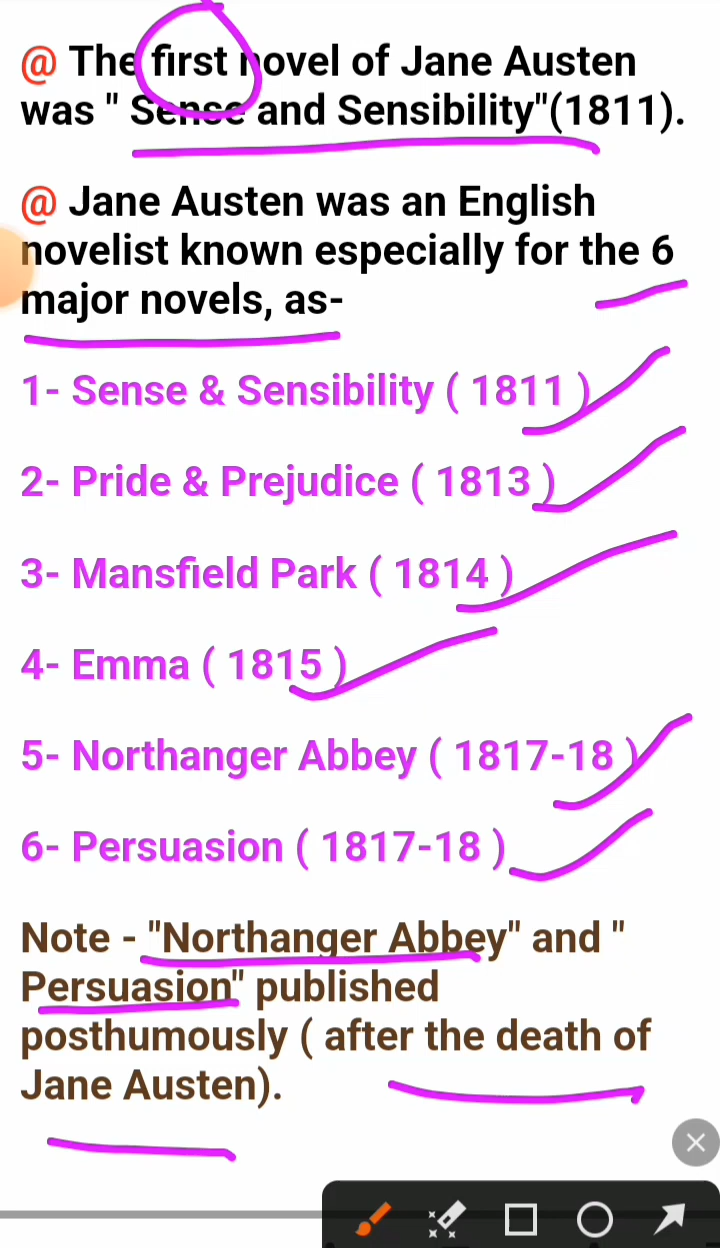 @ The first novel of Jane Austen
was " Sense and Sensibility"(1811).
@ Jane Austen was an English
novelist known especially for the 6
major novels, as-
1- Sense & Sensibility ( 1811 )
2- Pride & Prejudice ( 1813 )
3- Mansfield Park ( 1814 )
4- Emma ( 1815 )
5- Northanger Abbey ( 1817-18 )
6- Persuasion ( 1817-18 )
Note - "Northanger Abbey" and "
Persuasion" published
posthumously ( after the death of
Jane Austen).